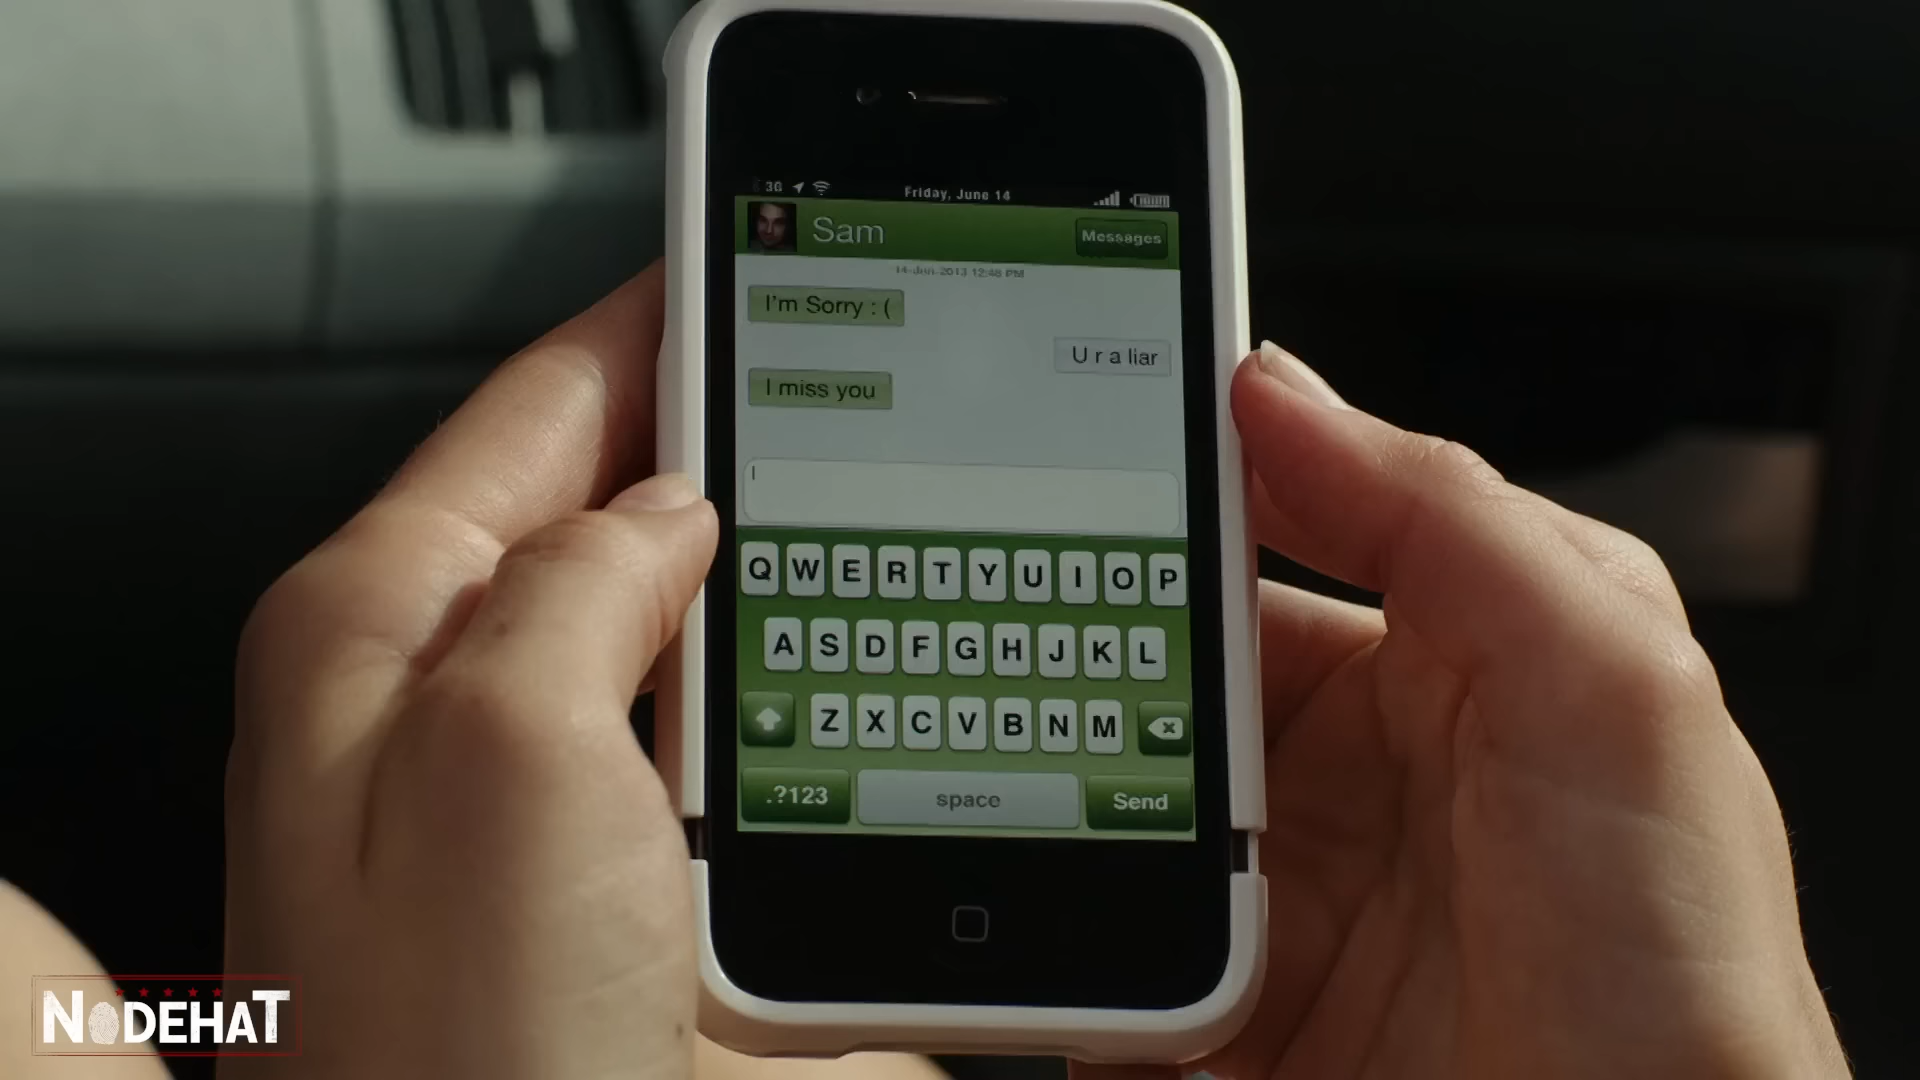 3G
Friday, June 14
Sam
Messages
14-Jun-2013 12:48 PM
I'm Sorry : (
U r a liar
I miss you
Q W E R T Y U I O P
A S D F G H J K L
Z X C V B N M
.?123
space
Send
NODEHAT